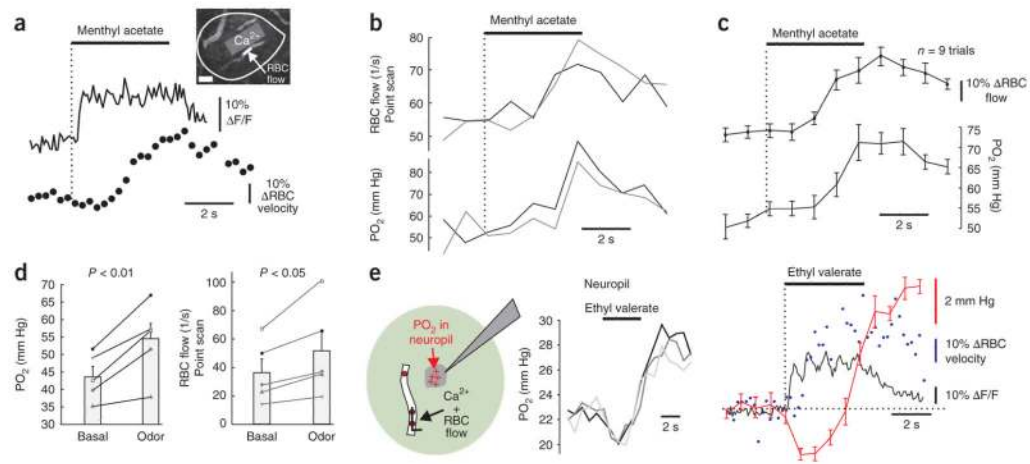 a
Menthyl acetate
Ca2+
RBC
flow
10%
ΔF/F
10%
ΔRBC
velocity
2 s
b
Menthyl acetate
RBC flow (1/s)
Point scan
80
70
60
50
PO2 (mm Hg)
90
80
70
60
50
2 s
c
Menthyl acetate
n = 9 trials
10% ΔRBC
flow
75
70
65
60
55
50
PO2
(mm Hg)
2 s
d
P < 0.01
PO2 (mm Hg)
70
65
60
55
50
45
40
35
30
Basal
Odor
P < 0.05
RBC flow (1/s)
Point scan
100
80
60
40
20
0
Basal
Odor
e
PO2 in
neuropil
Ca2+
+
RBC
flow
Neuropil
Ethyl valerate
PO2 (mm Hg)
30
28
26
24
22
20
2 s
Ethyl valerate
2 mm Hg
10% ΔRBC
velocity
10% ΔF/F
2 s